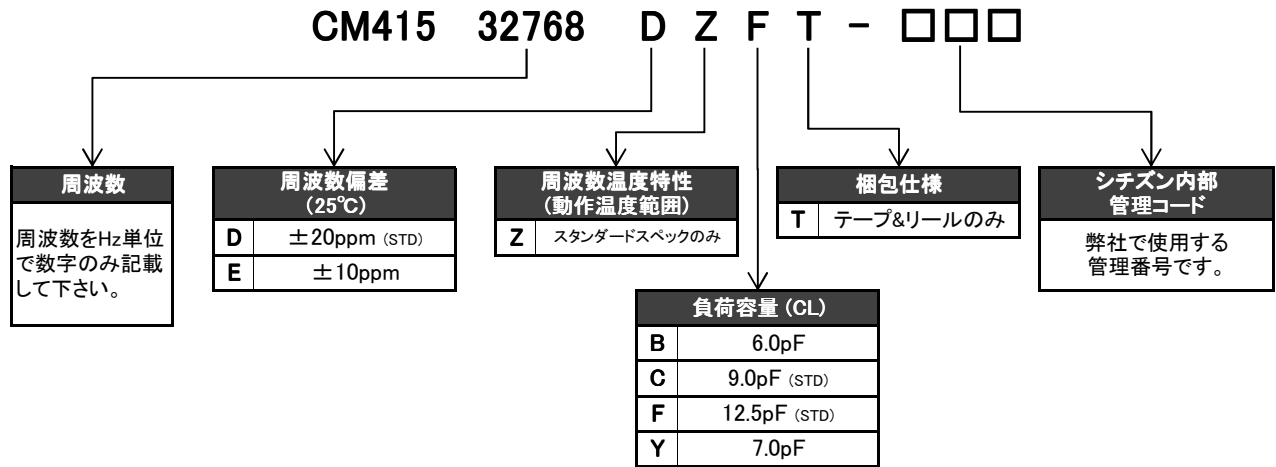 CM415 32768 D Z F T - □□□
周波数
周波数をHz単位
で数字のみ記載
して下さい。
周波数偏差
(25℃)
D ±20ppm (STD)
E ±10ppm
周波数温度特性
(動作温度範囲)
Z スタンダードスペックのみ
梱包仕様
T テープ&リールのみ
シチズン内部
管理コード
弊社で使用する
管理番号です。
負荷容量 (CL)
B 6.0pF
C 9.0pF (STD)
F 12.5pF (STD)
Y 7.0pF